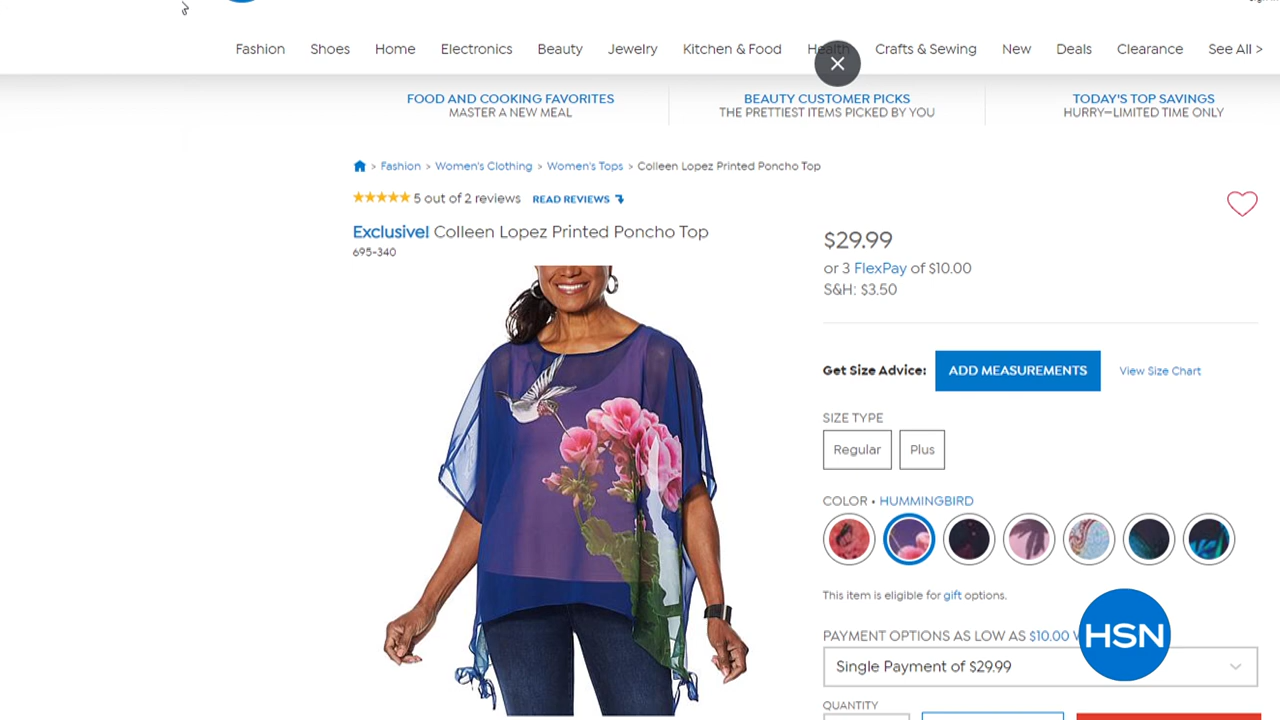 Fashion Shoes Home Electronics Beauty Jewelry Kitchen & Food Health Crafts & Sewing New Deals Clearance See All >
FOOD AND COOKING FAVORITES
MASTER A NEW MEAL
BEAUTY CUSTOMER PICKS
THE PRETTIEST ITEMS PICKED BY YOU
TODAY'S TOP SAVINGS
HURRY—LIMITED TIME ONLY
> Fashion > Women's Clothing > Women's Tops > Colleen Lopez Printed Poncho Top
5 out of 2 reviews READ REVIEWS
Exclusive! Colleen Lopez Printed Poncho Top
695-340
$29.99
or 3 FlexPay of $10.00
S&H: $3.50
Get Size Advice: ADD MEASUREMENTS View Size Chart
SIZE TYPE
Regular Plus
COLOR • HUMMINGBIRD
This item is eligible for gift options.
PAYMENT OPTIONS AS LOW AS $10.00
HSN
Single Payment of $29.99
QUANTITY